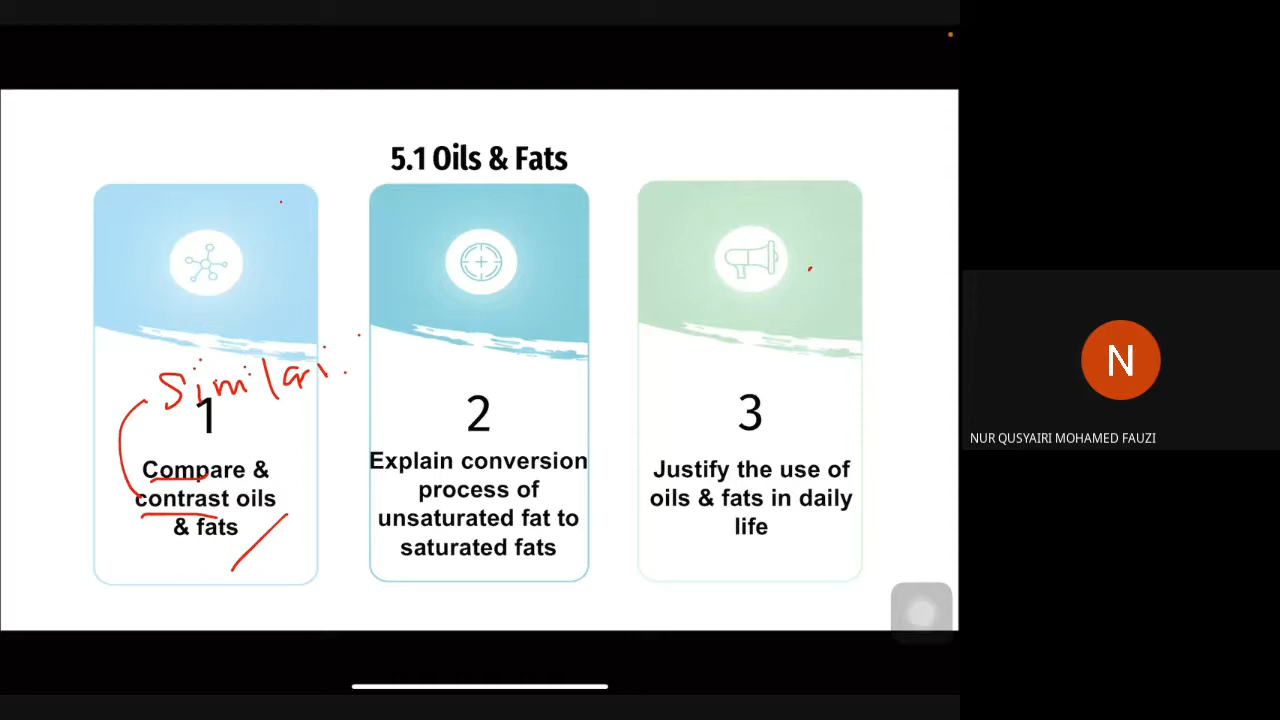 5.1 Oils & Fats
Similari
1
Compare &
contrast oils
& fats
2
Explain conversion
process of
unsaturated fat to
saturated fats
3
Justify the use of
oils & fats in daily
life
N
NUR QUSYAIRI MOHAMED FAUZI